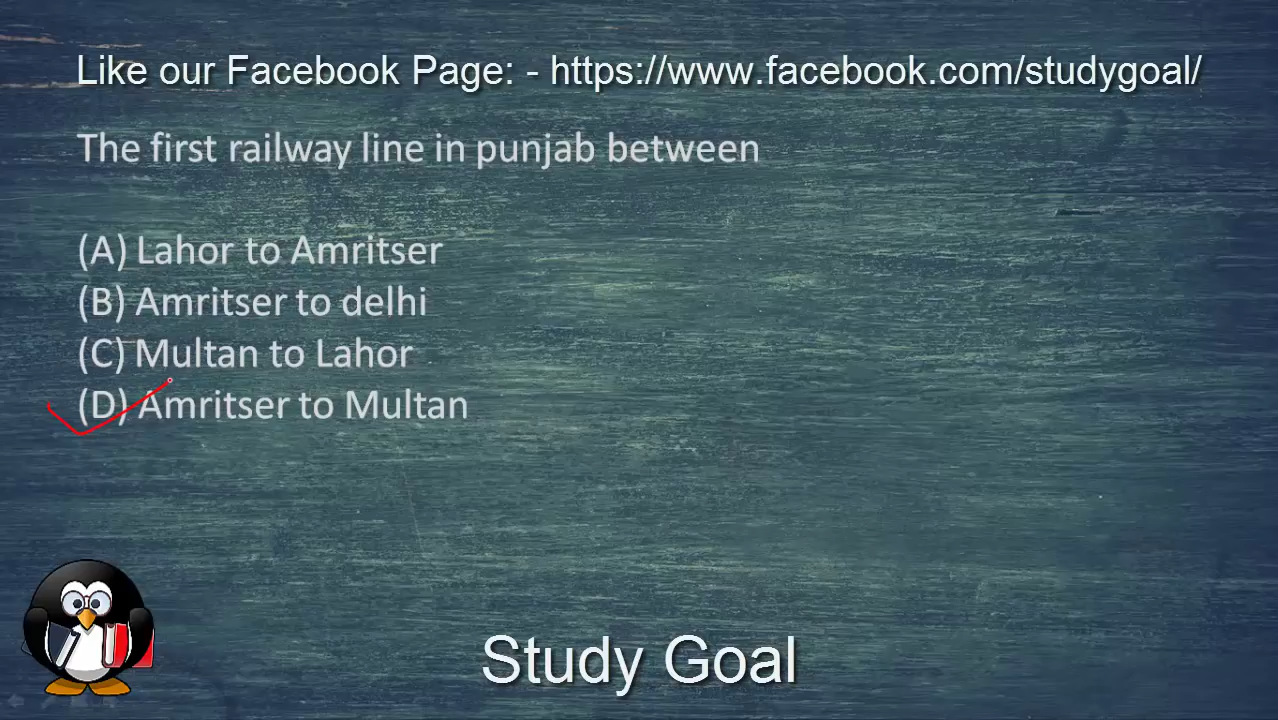 Like our Facebook Page: - https://www.facebook.com/studygoal/
The first railway line in punjab between
(A) Lahor to Amritser
(B) Amritser to delhi
(C) Multan to Lahor
(D) Amritser to Multan
Study Goal